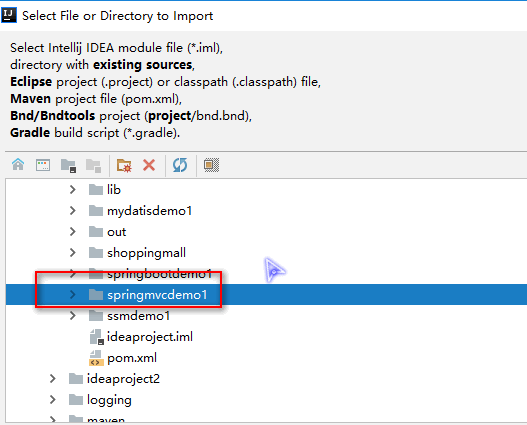 Select File or Directory to Import
Select Intellij IDEA module file (*.iml),
directory with existing sources,
Eclipse project (.project) or classpath (.classpath) file,
Maven project file (pom.xml),
Bnd/Bndtools project (project/bnd.bnd),
Gradle build script (*.gradle).
lib
mydatisdemo1
out
shoppingmall
springbootdemo1
springmvcdemo1
ssmdemo1
ideaproject.iml
pom.xml
ideaproject2
logging
maven